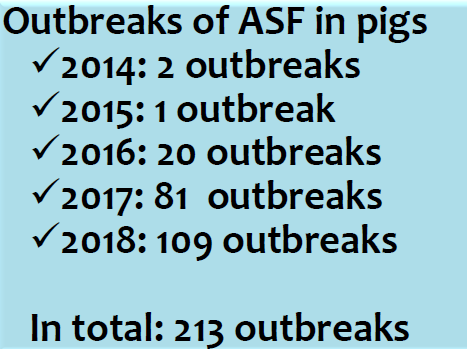 Outbreaks of ASF in pigs
✓2014: 2 outbreaks
✓2015: 1 outbreak
✓2016: 20 outbreaks
✓2017: 81  outbreaks
✓2018: 109 outbreaks
In total: 213 outbreaks